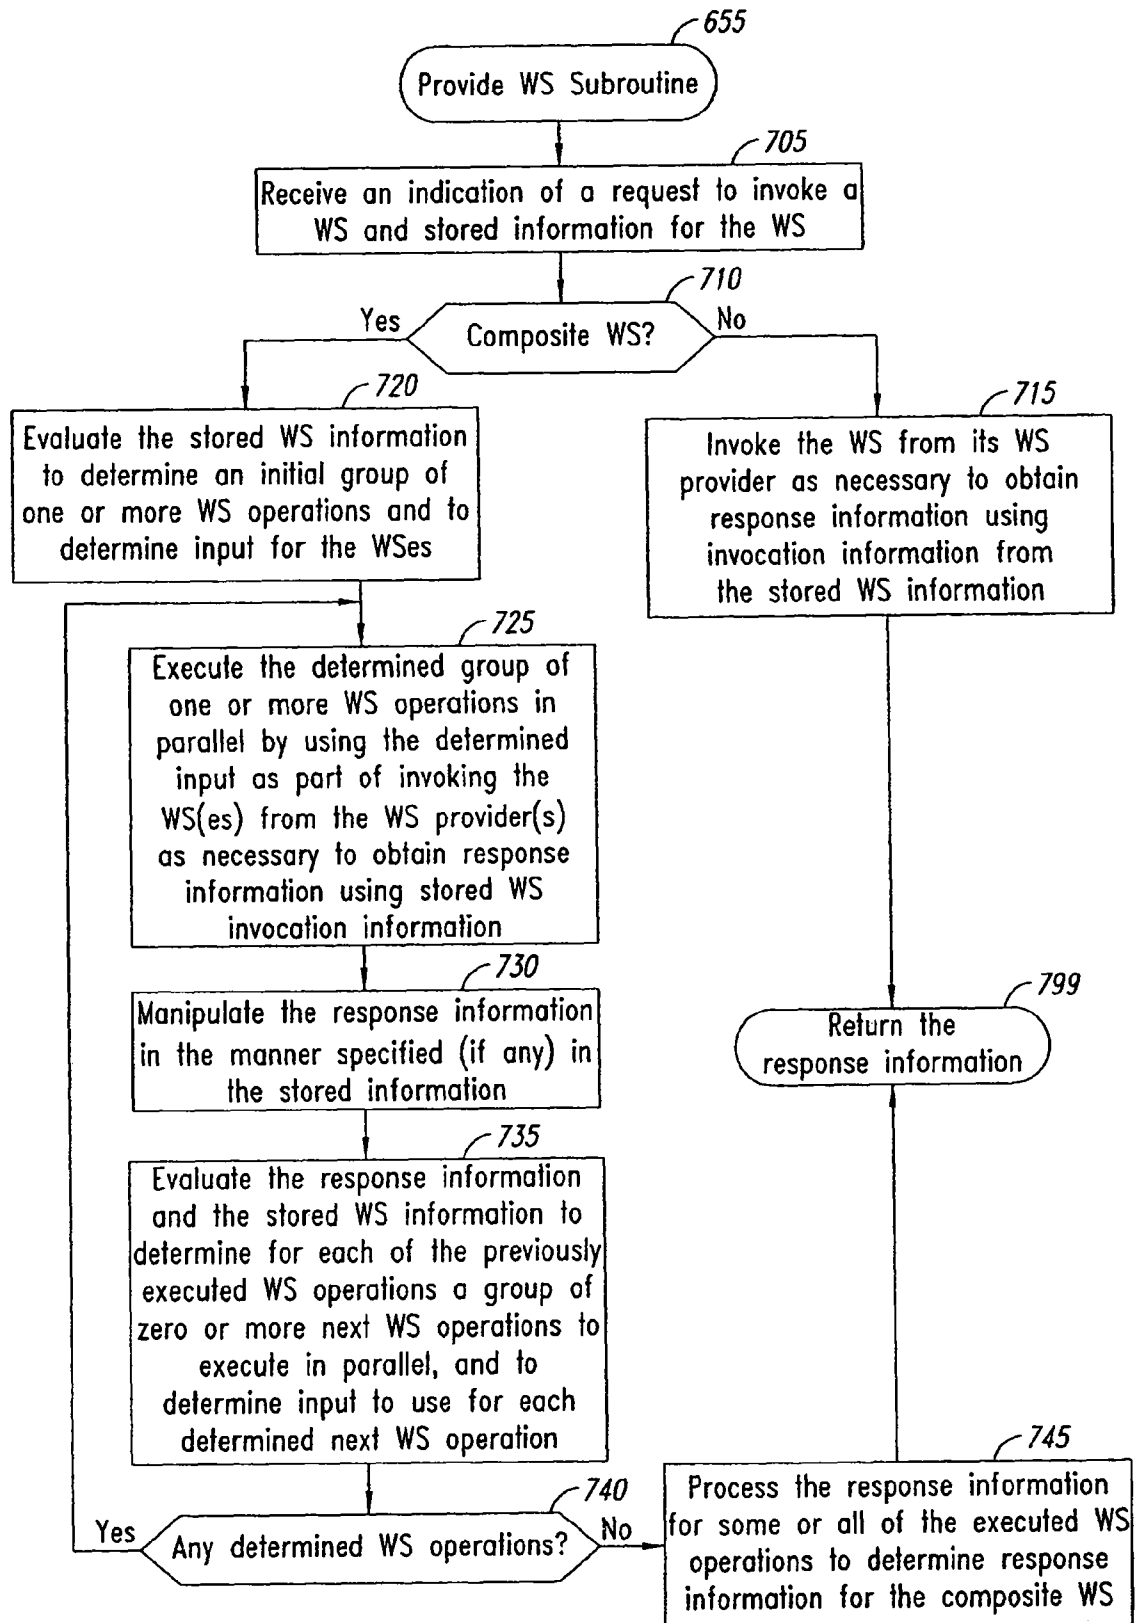 655
Provide WS Subroutine
705
Receive an indication of a request to invoke a
WS and stored information for the WS
710
Yes
Composite WS?
No
720
Evaluate the stored WS information
to determine an initial group of
one or more WS operations and to
determine input for the WSes
715
Invoke the WS from its WS
provider as necessary to obtain
response information using
invocation information from
the stored WS information
725
Execute the determined group of
one or more WS operations in
parallel by using the determined
input as part of invoking the
WS(es) from the WS provider(s)
as necessary to obtain response
information using stored WS
invocation information
730
Manipulate the response information
in the manner specified (if any) in
the stored information
799
Return the
response information
735
Evaluate the response information
and the stored WS information to
determine for each of the previously
executed WS operations a group of
zero or more next WS operations to
execute in parallel, and to
determine input to use for each
determined next WS operation
740
Yes
Any determined WS operations?
No
745
Process the response information
for some or all of the executed WS
operations to determine response
information for the composite WS